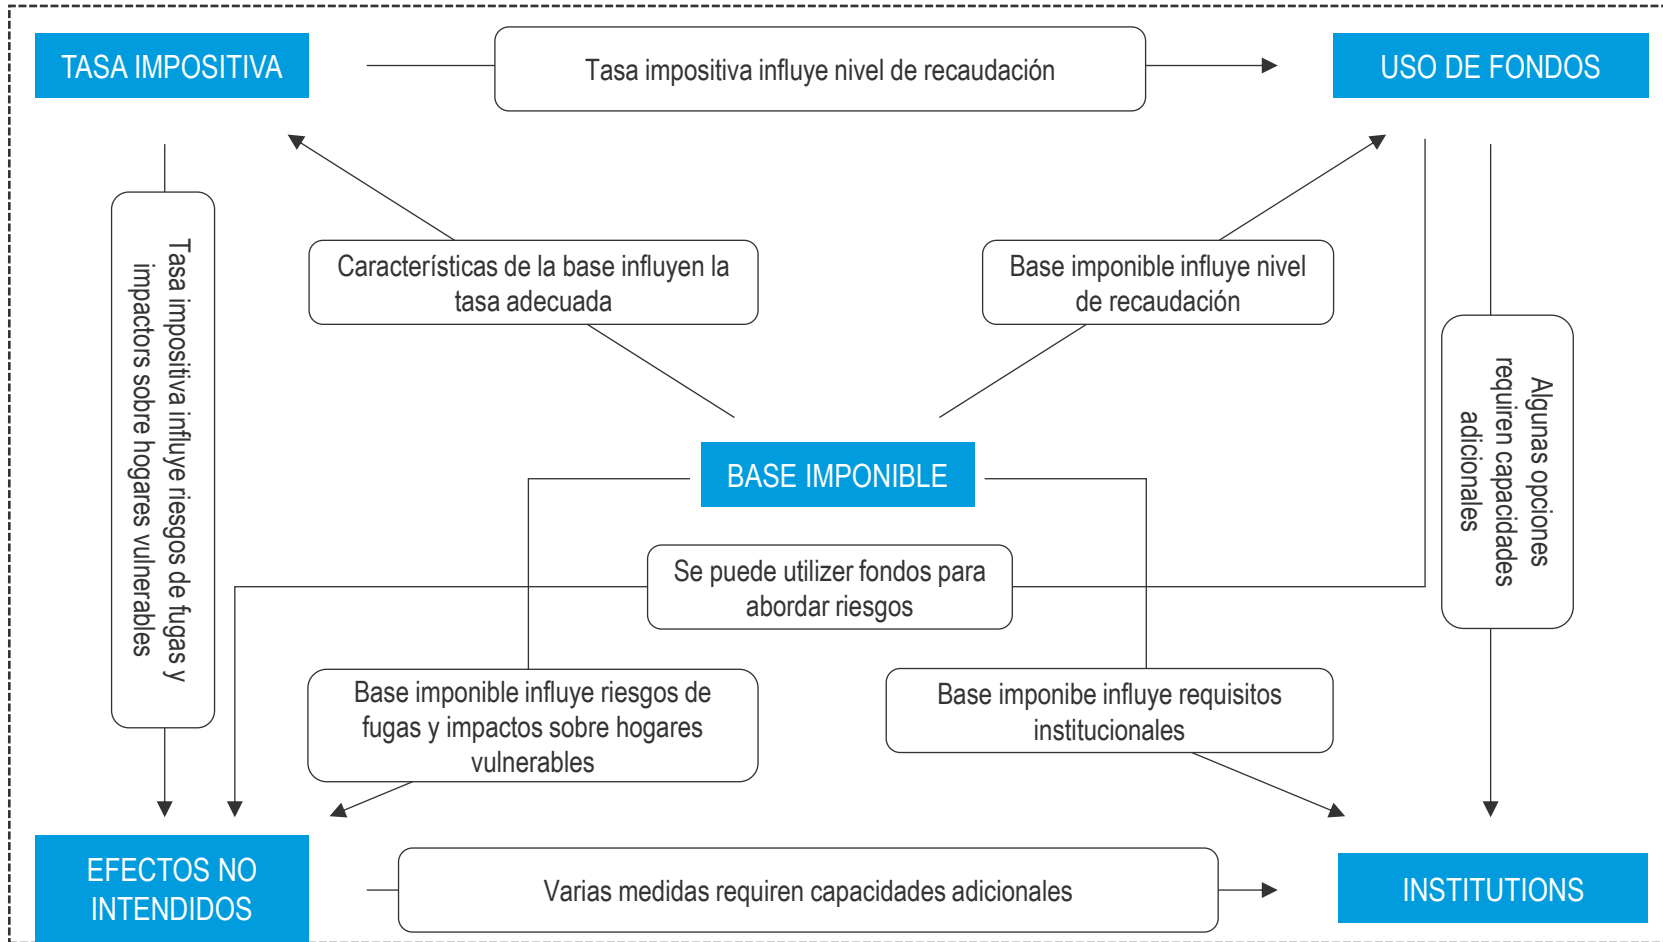 TASA IMPOSITIVA
Tasa impositiva influye nivel de recaudación
USO DE FONDOS
Tasa impositiva influye riesgos de fugas y
impactors sobre hogares vulnerables
Características de la base influyen la
tasa adecuada
Base imponible influye nivel
de recaudación
Algunas opciones
requiren capacidades
adicionales
BASE IMPONIBLE
Se puede utilizer fondos para
abordar riesgos
Base imponible influye riesgos de
fugas y impactos sobre hogares
vulnerables
Base imponibe influye requisitos
institucionales
EFECTOS NO
INTENDIDOS
Varias medidas requiren capacidades adicionales
INSTITUTIONS